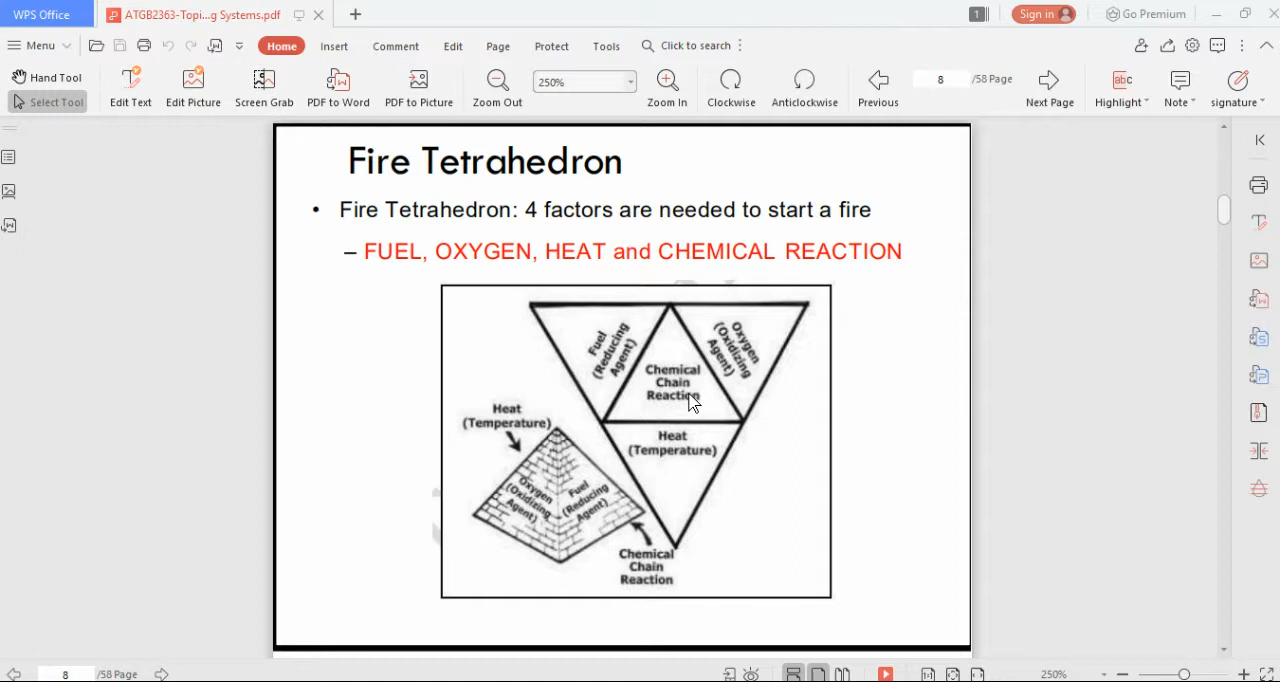 WPS Office
ATGB2363-Topi...g Systems.pdf
1
Sign in
Go Premium
Menu
Home
Insert
Comment
Edit
Page
Protect
Tools
Click to search
Hand Tool
Select Tool
Edit Text
Edit Picture
Screen Grab
PDF to Word
PDF to Picture
Zoom Out
250%
Zoom In
Clockwise
Anticlockwise
Previous
8
/58 Page
Next Page
abc
Highlight
Note
signature
Fire Tetrahedron
• Fire Tetrahedron: 4 factors are needed to start a fire
– FUEL, OXYGEN, HEAT and CHEMICAL REACTION
Fuel
(Reducing
Agent)
Oxygen
(Oxidizing
Agent)
Chemical
Chain
Reaction
Heat
(Temperature)
Heat
(Temperature)
Oxygen
(Oxidizing
Agent)
Fuel
(Reducing
Agent)
Chemical
Chain
Reaction
8
/58 Page
250%